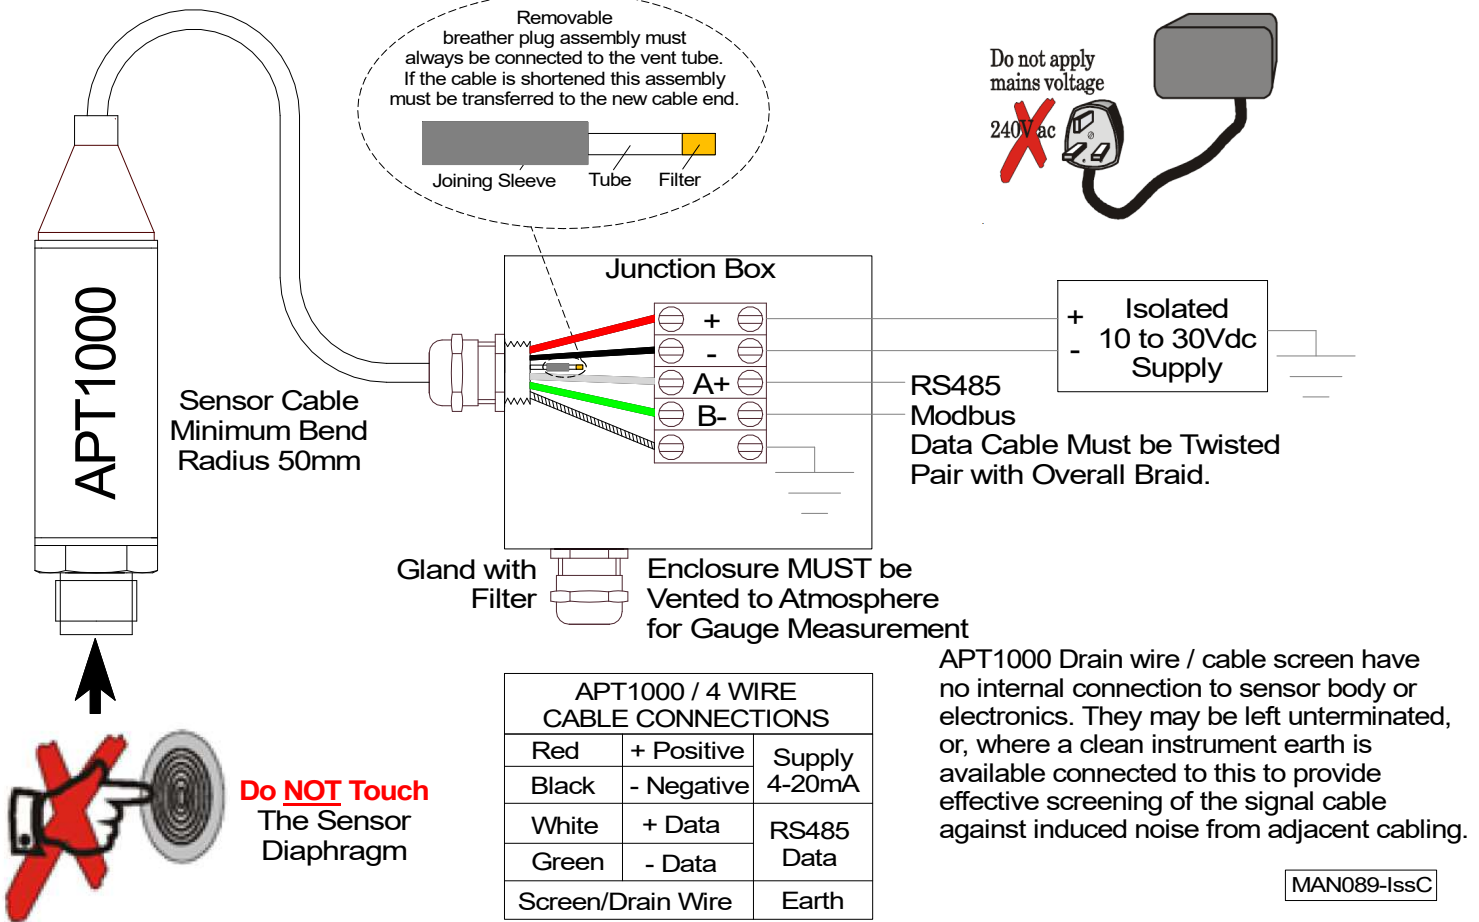 Removable
breather plug assembly must
always be connected to the vent tube.
If the cable is shortened this assembly
must be transferred to the new cable end.
Joining Sleeve
Tube
Filter
Do not apply
mains voltage
240V ac
APT1000
Sensor Cable
Minimum Bend
Radius 50mm
Junction Box
+
-
A+
B-
+
-
Isolated
10 to 30Vdc
Supply
RS485
Modbus
Data Cable Must be Twisted
Pair with Overall Braid.
Gland with
Filter
Enclosure MUST be
Vented to Atmosphere
for Gauge Measurement
Do NOT Touch
The Sensor
Diaphragm
APT1000 / 4 WIRE
CABLE CONNECTIONS
Red + Positive Supply
Black - Negative 4-20mA
White + Data RS485
Green - Data Data
Screen/Drain Wire Earth
APT1000 Drain wire / cable screen have
no internal connection to sensor body or
electronics. They may be left unterminated,
or, where a clean instrument earth is
available connected to this to provide
effective screening of the signal cable
against induced noise from adjacent cabling.
MAN089-IssC